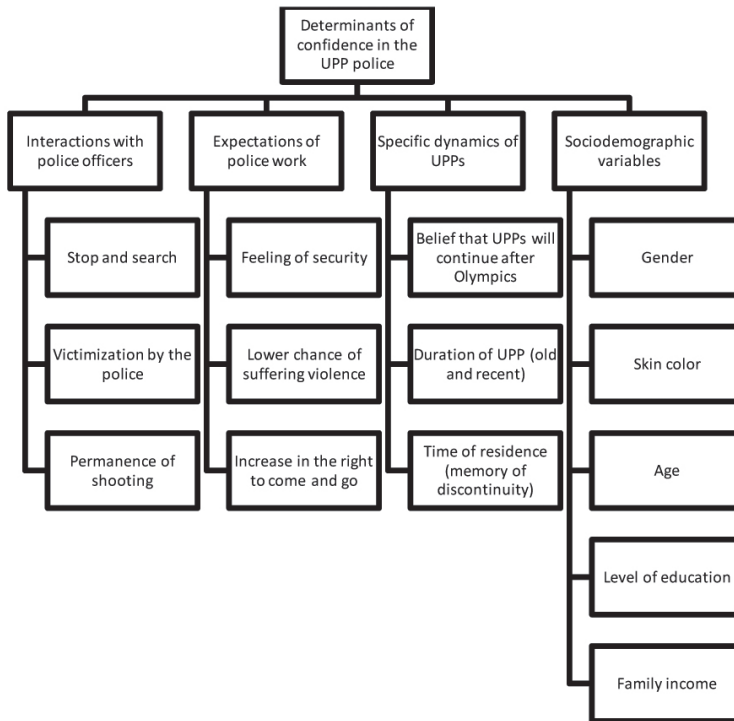 Determinants of
confidence in the
UPP police
Interactions with
police officers
Expectations of
police work
Specific dynamics of
UPPs
Sociodemographic
variables
Stop and search
Victimization by the
police
Permanence of
shooting
Feeling of security
Lower chance of
suffering violence
Increase in the right
to come and go
Belief that UPPs will
continue after
Olympics
Duration of UPP (old
and recent)
Time of residence
(memory of
discontinuity)
Gender
Skin color
Age
Level of education
Family income